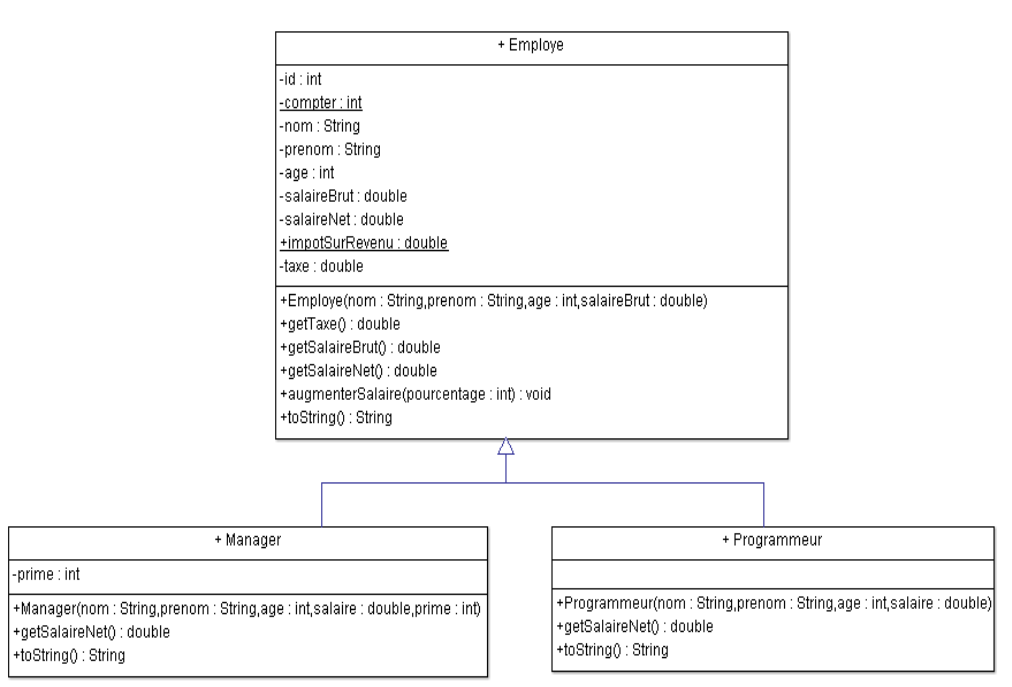 + Employe
-id : int
-compter : int
-nom : String
-prenom : String
-age : int
-salaireBrut : double
-salaireNet : double
+impotSurRevenu : double
-taxe : double
+Employe(nom : String,prenom : String,age : int,salaireBrut : double)
+getTaxe() : double
+getSalaireBrut() : double
+getSalaireNet() : double
+augmenterSalaire(pourcentage : int) : void
+toString() : String
+ Manager
-prime : int
+Manager(nom : String,prenom : String,age : int,salaire : double,prime : int)
+getSalaireNet() : double
+toString() : String
+ Programmeur
+Programmeur(nom : String,prenom : String,age : int,salaire : double)
+getSalaireNet() : double
+toString() : String